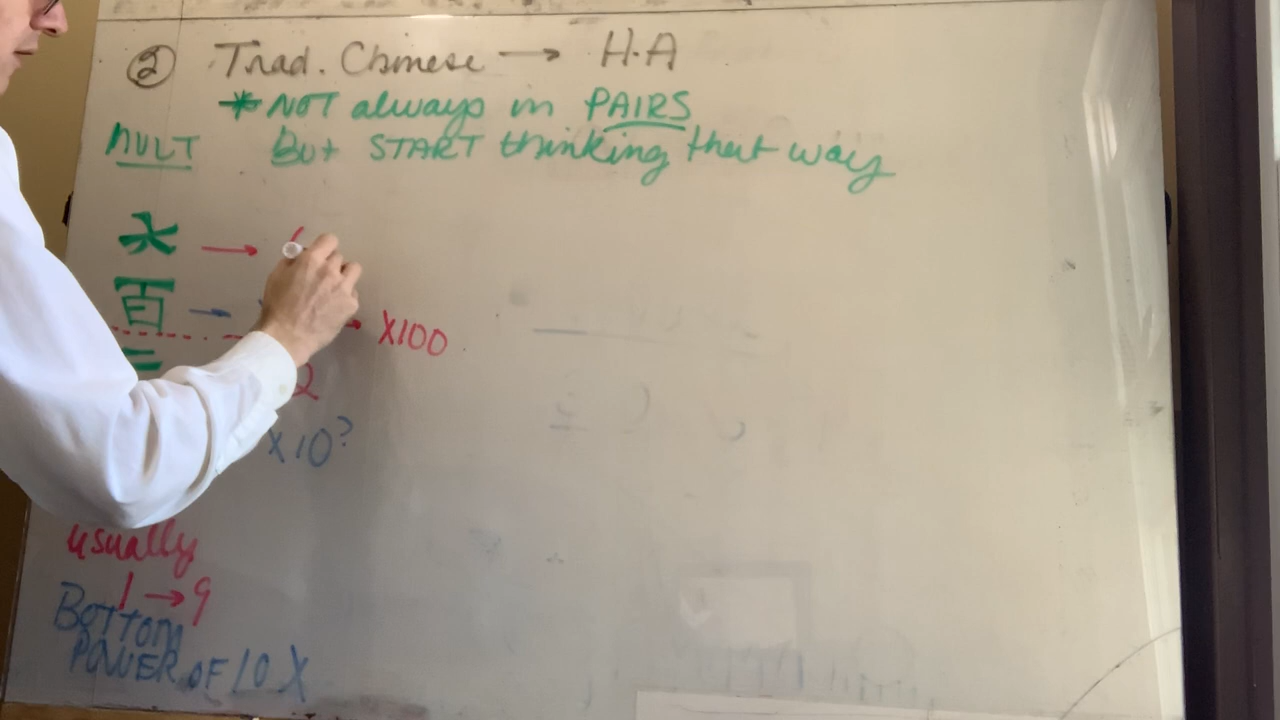 ② Trad. Chinese → H.A
* NOT always in PAIRS
MULT But START thinking that way
六 →
百 → → X100
二 2
X10?
usually
1 → 9
BOTTOM
POWER OF 10 X